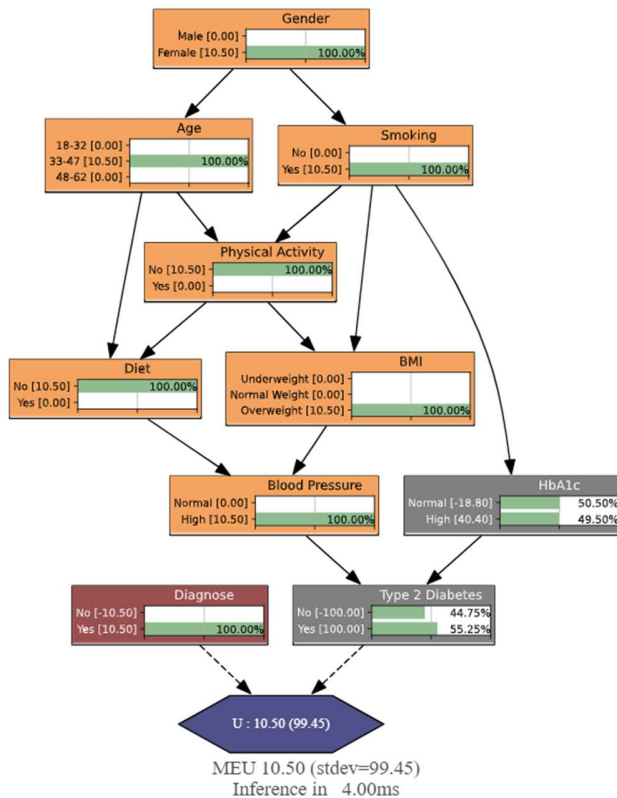 Gender
Male [0.00]
Female [10.50] 100.00%
Age
18-32 [0.00]
33-47 [10.50] 100.00%
48-62 [0.00]
Smoking
No [0.00]
Yes [10.50] 100.00%
Physical Activity
No [10.50] 100.00%
Yes [0.00]
Diet
No [10.50] 100.00%
Yes [0.00]
BMI
Underweight [0.00]
Normal Weight [0.00]
Overweight [10.50] 100.00%
Blood Pressure
Normal [0.00]
High [10.50] 100.00%
HbA1c
Normal [-18.80] 50.50%
High [40.40] 49.50%
Diagnose
No [-10.50]
Yes [10.50] 100.00%
Type 2 Diabetes
No [-100.00] 44.75%
Yes [100.00] 55.25%
U : 10.50 (99.45)
MEU 10.50 (stdev=99.45)
Inference in 4.00ms